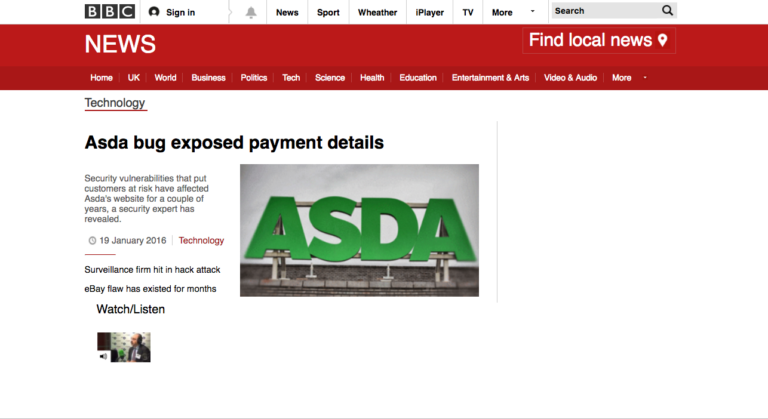 BBC
Sign in
News
Sport
Wheather
iPlayer
TV
More
Search
NEWS
Find local news
Home
UK
World
Business
Politics
Tech
Science
Health
Education
Entertainment & Arts
Video & Audio
More
Technology
Asda bug exposed payment details
Security vulnerabilities that put
customers at risk have affected
Asda's website for a couple of
years, a security expert has
revealed.
19 January 2016
Technology
Surveillance firm hit in hack attack
eBay flaw has existed for months
Watch/Listen
ASDA